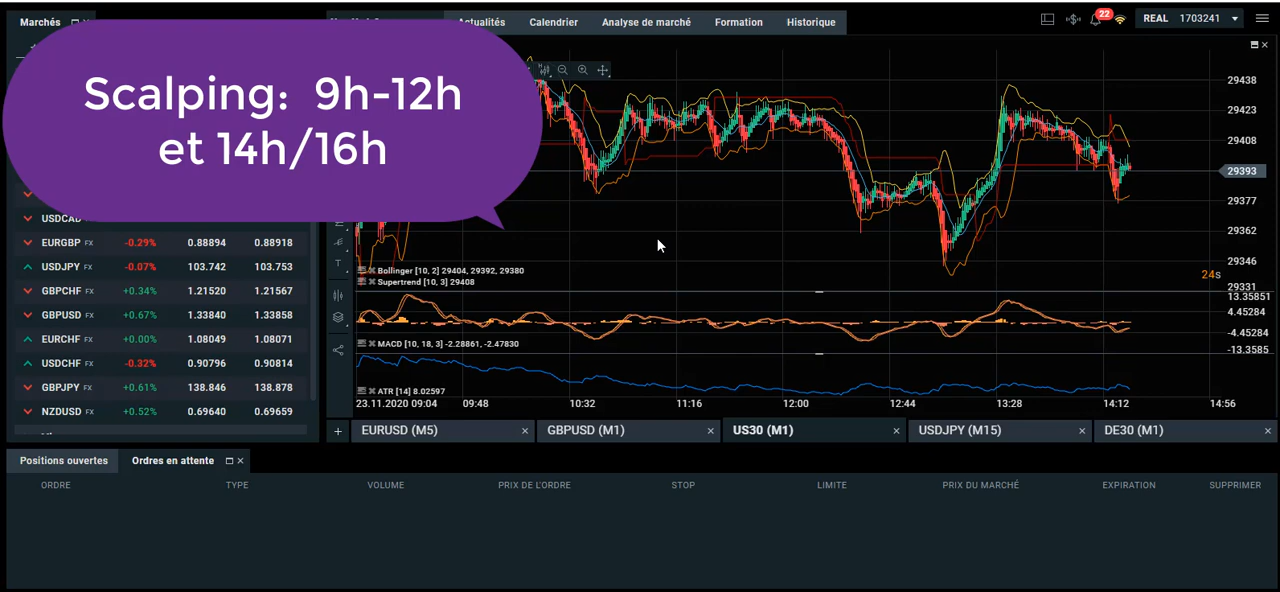 Marchés
Actualités
Calendrier
Analyse de marché
Formation
Historique
22
REAL 1703241
Scalping: 9h-12h
et 14h/16h
USDCAD
EURGBP FX -0.29% 0.88894 0.88918
USDJPY FX -0.07% 103.742 103.753
GBPCHF FX +0.34% 1.21520 1.21567
GBPUSD FX +0.67% 1.33840 1.33858
EURCHF FX +0.00% 1.08049 1.08071
USDCHF FX -0.32% 0.90796 0.90814
GBPJPY FX +0.61% 138.846 138.878
NZDUSD FX +0.52% 0.69640 0.69659
29438
29423
29408
29393
29377
29362
29346
24s
29331
T
Bollinger [10, 2] 29404, 29392, 29380
Supertrend [10, 3] 29408
13.35851
4.45284
-4.45284
-13.3585
MACD [10, 18, 3] -2.28861, -2.47830
ATR [14] 8.02597
23.11.2020 09:04 09:48 10:32 11:16 12:00 12:44 13:28 14:12 14:56
EURUSD (M5)
GBPUSD (M1)
US30 (M1)
USDJPY (M15)
DE30 (M1)
Positions ouvertes
Ordres en attente
ORDRE TYPE VOLUME PRIX DE L'ORDRE STOP LIMITE PRIX DU MARCHÉ EXPIRATION SUPPRIMER